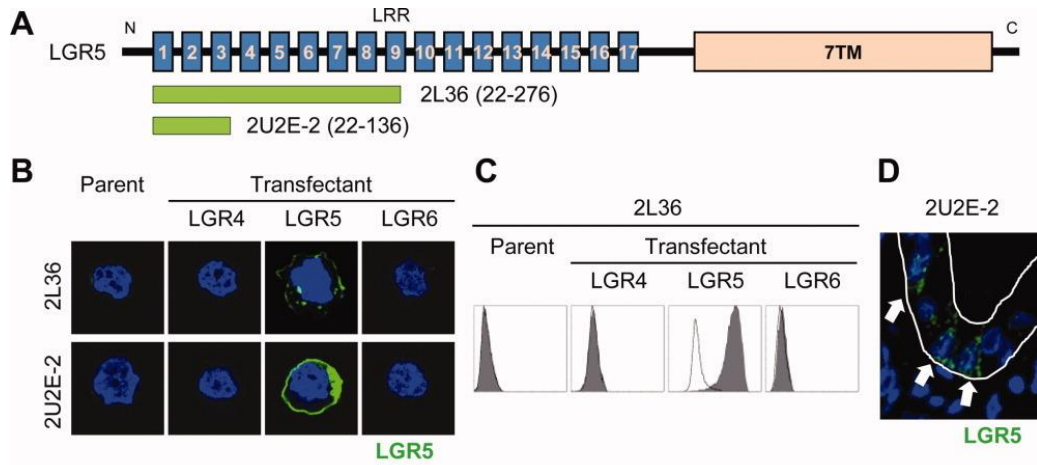 A
N
LRR
C
LGR5
1 2 3 4 5 6 7 8 9 10 11 12 13 14 15 16 17
7TM
2L36 (22-276)
2U2E-2 (22-136)
B
Parent
Transfectant
LGR4 LGR5 LGR6
2L36
2U2E-2
LGR5
C
2L36
Parent
Transfectant
LGR4 LGR5 LGR6
D
2U2E-2
LGR5